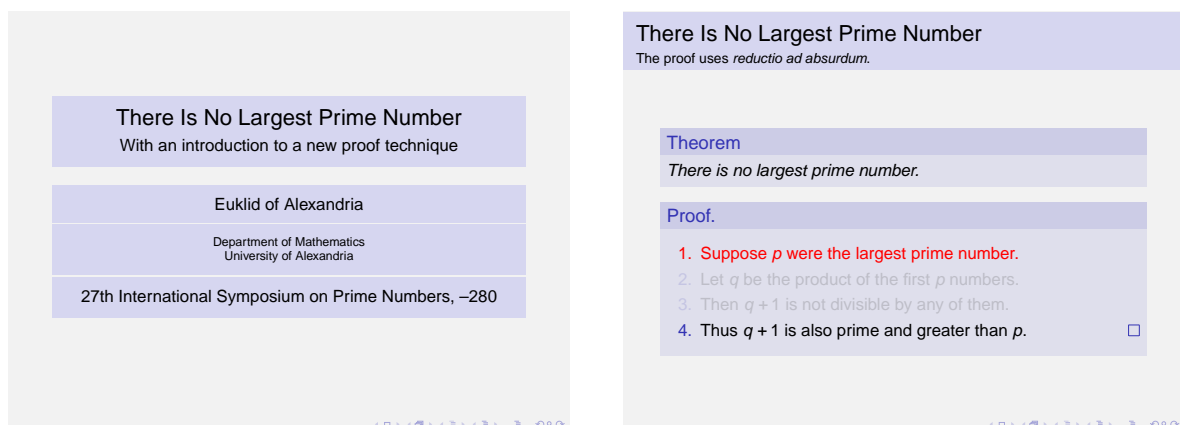 There Is No Largest Prime Number
With an introduction to a new proof technique
Euklid of Alexandria
Department of Mathematics
University of Alexandria
27th International Symposium on Prime Numbers, –280
There Is No Largest Prime Number
The proof uses reductio ad absurdum.
Theorem
There is no largest prime number.
Proof.
1. Suppose p were the largest prime number.
2. Let q be the product of the first p numbers.
3. Then q + 1 is not divisible by any of them.
4. Thus q + 1 is also prime and greater than p. □